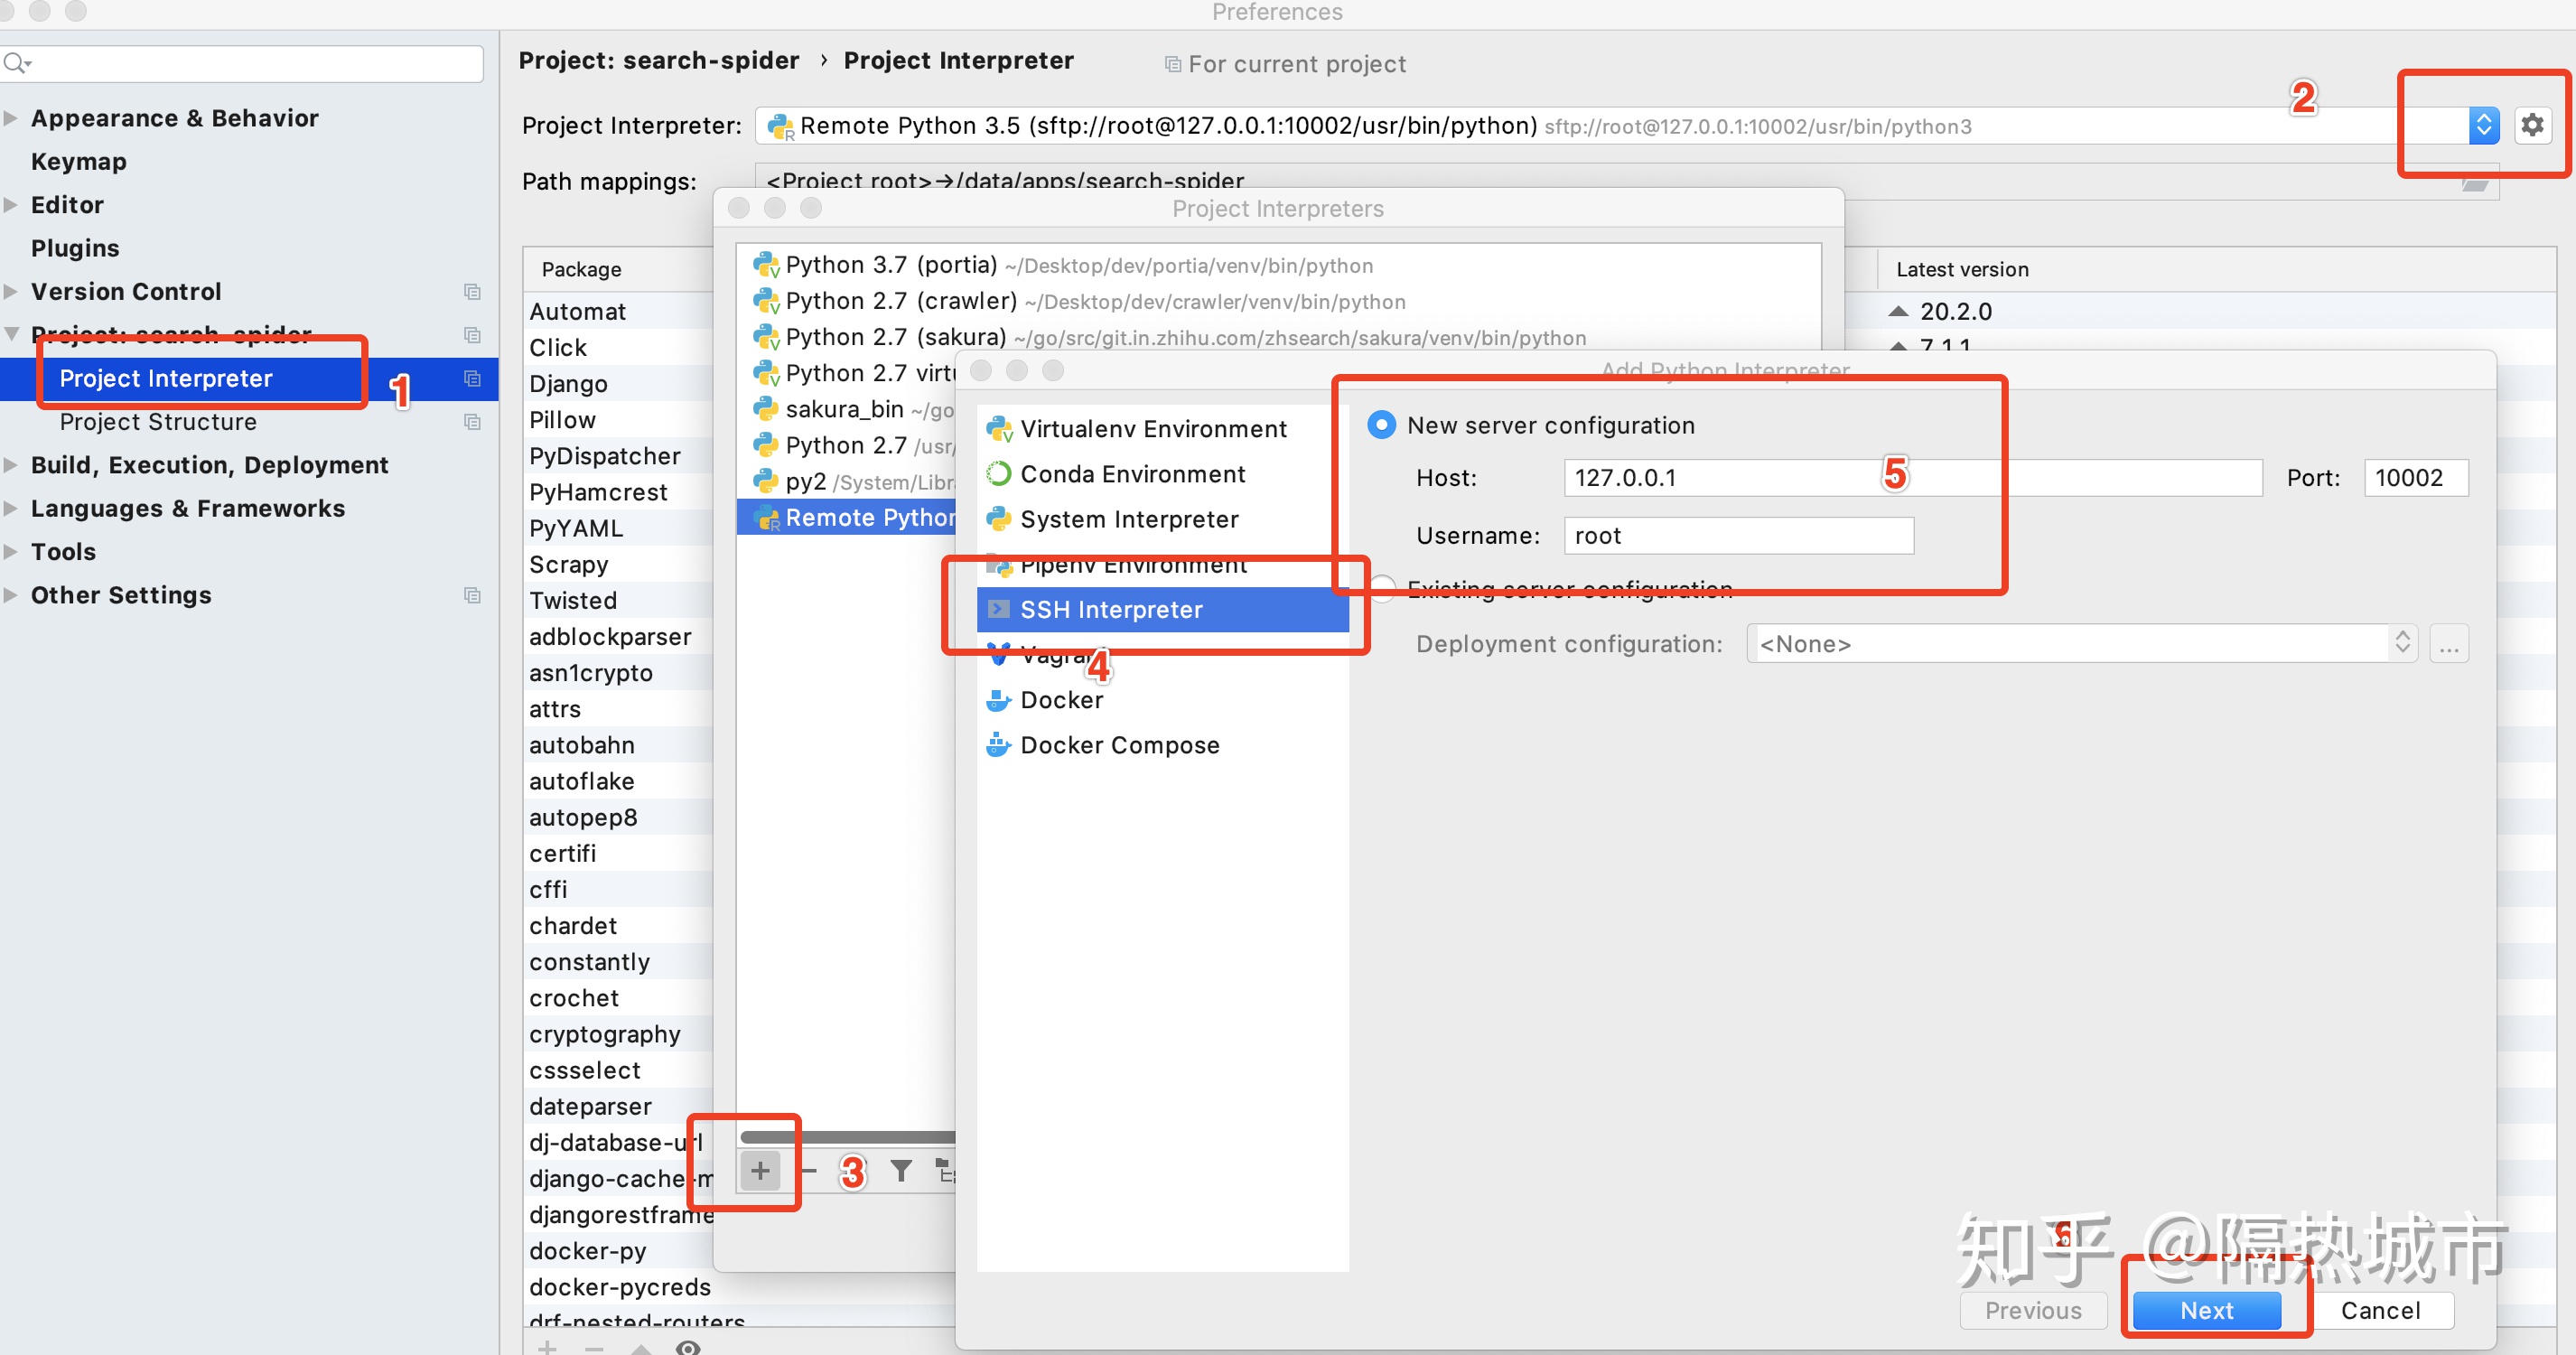 Preferences
Project: search-spider › Project Interpreter
For current project
Appearance & Behavior
Keymap
Editor
Plugins
Version Control
Project: search-spider
Project Interpreter
1
Project Structure
Build, Execution, Deployment
Languages & Frameworks
Tools
Other Settings
Project Interpreter: Remote Python 3.5 (sftp://root@127.0.0.1:10002/usr/bin/python) sftp://root@127.0.0.1:10002/usr/bin/python3
2
Path mappings: <Project root>→/data/apps/search-spider
Package
Latest version
Automat
20.2.0
Click
7.1.1
Django
Pillow
PyDispatcher
PyHamcrest
PyYAML
Scrapy
Twisted
adblockparser
asn1crypto
attrs
autobahn
autoflake
autopep8
certifi
cffi
chardet
constantly
crochet
cryptography
cssselect
dateparser
dj-database-url
django-cache-m
djangorestframe
docker-py
docker-pycreds
drf-nested-routers
Project Interpreters
Python 3.7 (portia) ~/Desktop/dev/portia/venv/bin/python
Python 2.7 (crawler) ~/Desktop/dev/crawler/venv/bin/python
Python 2.7 (sakura) ~/go/src/git.in.zhihu.com/zhsearch/sakura/venv/bin/python
Python 2.7 virtu
sakura_bin ~/go
Python 2.7 /usr/
py2 /System/Libr
Remote Python
3
Add Python Interpreter
Virtualenv Environment
Conda Environment
System Interpreter
Pipenv Environment
SSH Interpreter
Vagrant
4
Docker
Docker Compose
New server configuration
Host: 127.0.0.1
5
Port: 10002
Username: root
Existing server configuration
Deployment configuration: <None>
...
知乎 @隔热城市
6
Previous
Next
Cancel